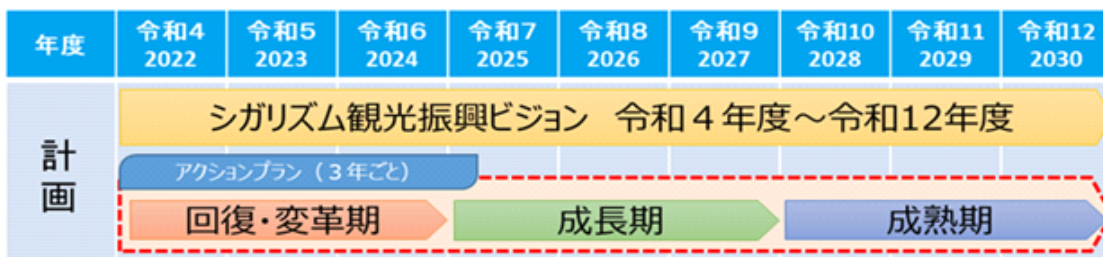 年度 令和4 令和5 令和6 令和7 令和8 令和9 令和10 令和11 令和12
2022 2023 2024 2025 2026 2027 2028 2029 2030
計画
シガリズム観光振興ビジョン 令和４年度～令和12年度
アクションプラン（３年ごと）
回復・変革期 成長期 成熟期